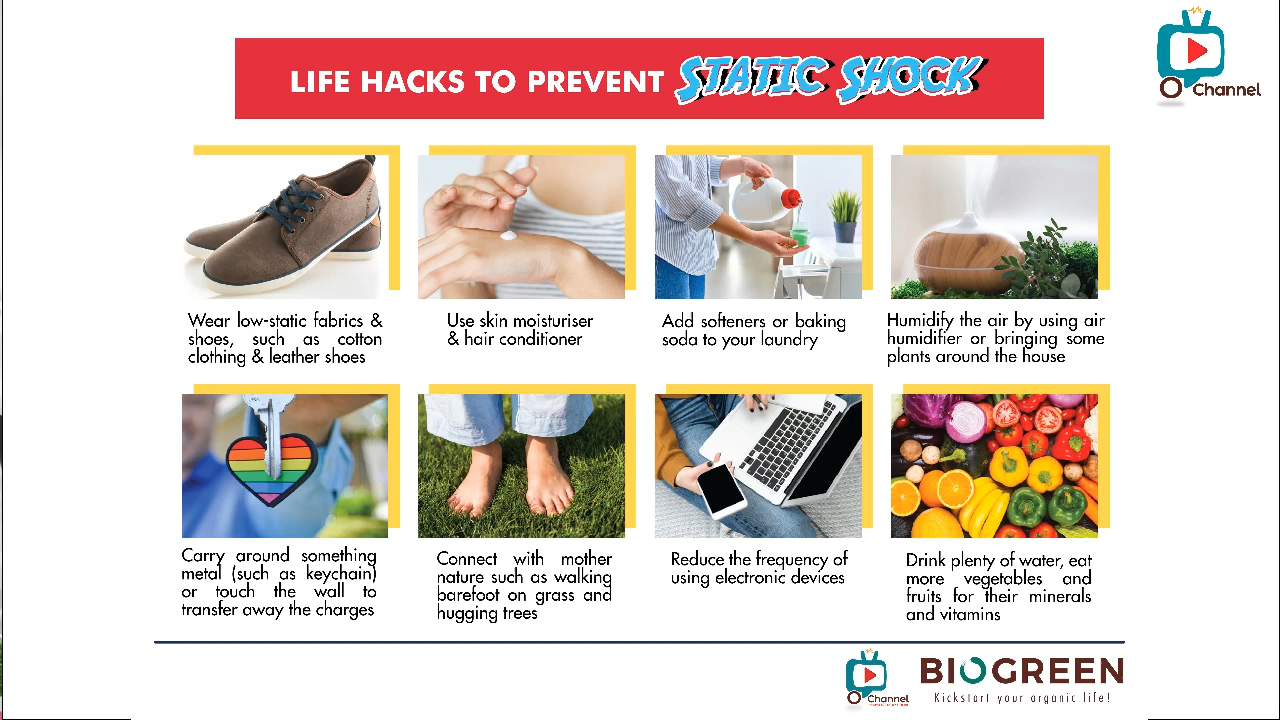 LIFE HACKS TO PREVENT STATIC SHOCK
Channel
Wear low-static fabrics &
shoes, such as cotton
clothing & leather shoes
Use skin moisturiser
& hair conditioner
Add softeners or baking
soda to your laundry
Humidify the air by using air
humidifier or bringing some
plants around the house
Carry around something
metal (such as keychain)
or touch the wall to
transfer away the charges
Connect with mother
nature such as walking
barefoot on grass and
hugging trees
Reduce the frequency of
using electronic devices
Drink plenty of water, eat
more vegetables and
fruits for their minerals
and vitamins
Channel
BIOGREEN
Kickstart your organic life!